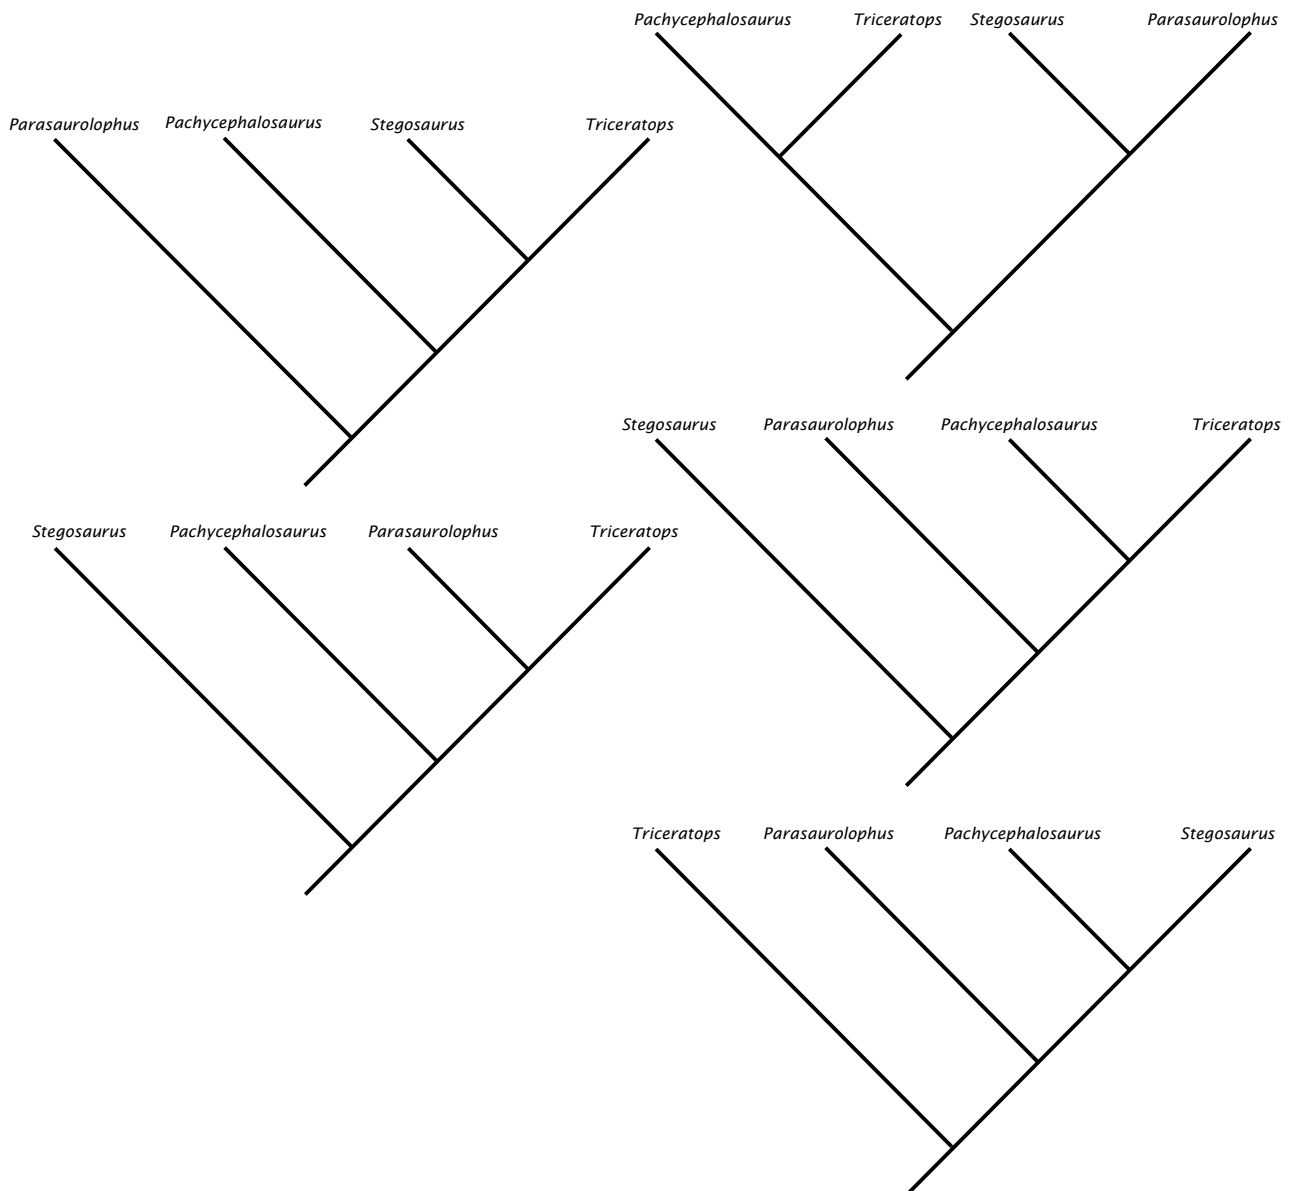 Pachycephalosaurus Triceratops Stegosaurus Parasaurolophus
Parasaurolophus Pachycephalosaurus Stegosaurus Triceratops
Stegosaurus Parasaurolophus Pachycephalosaurus Triceratops
Stegosaurus Pachycephalosaurus Parasaurolophus Triceratops
Triceratops Parasaurolophus Pachycephalosaurus Stegosaurus